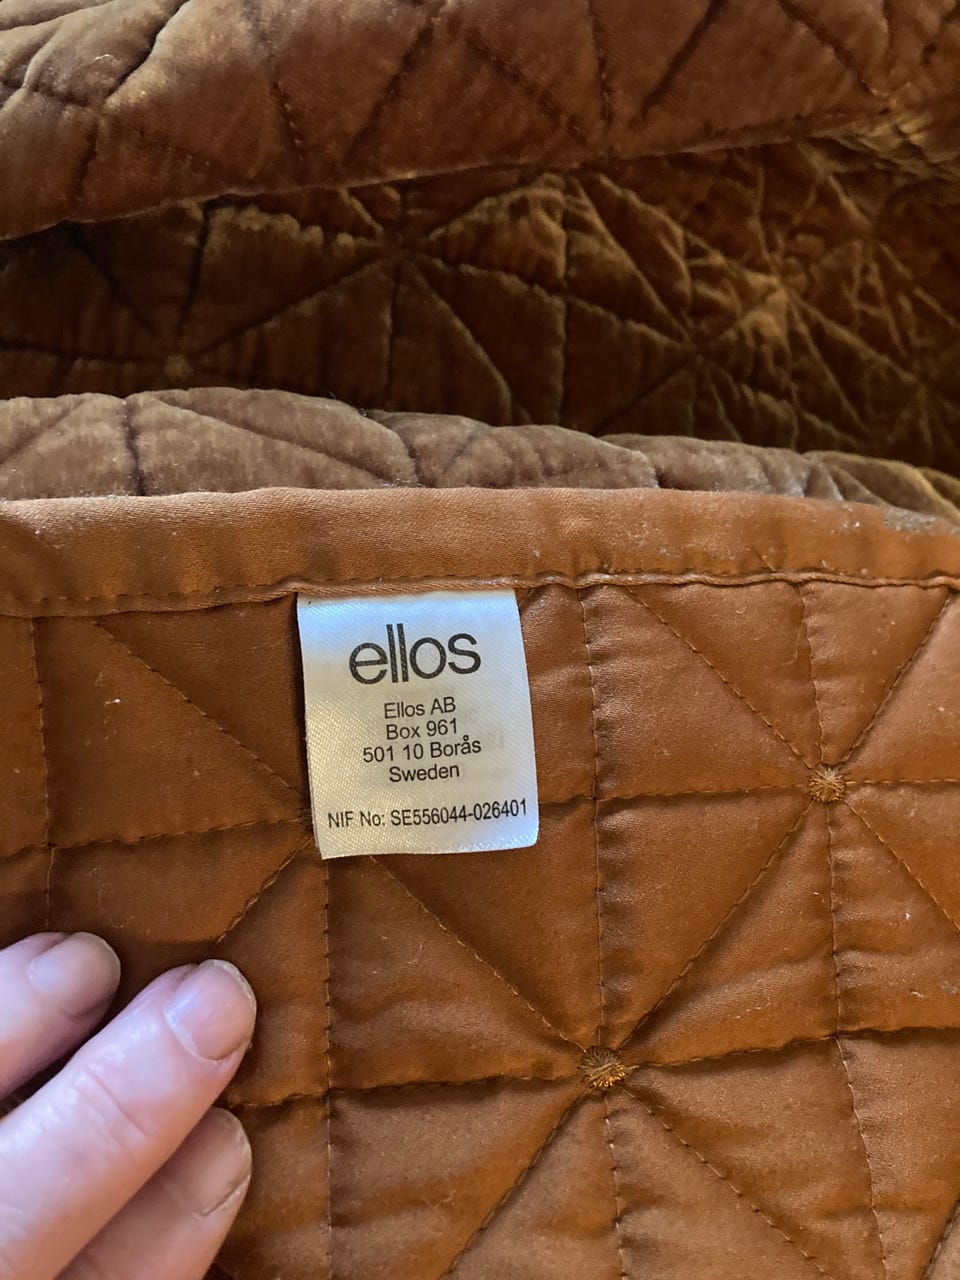 ellos
Ellos AB
Box 961
501 10 Borås
Sweden
NIF No: SE556044-026401